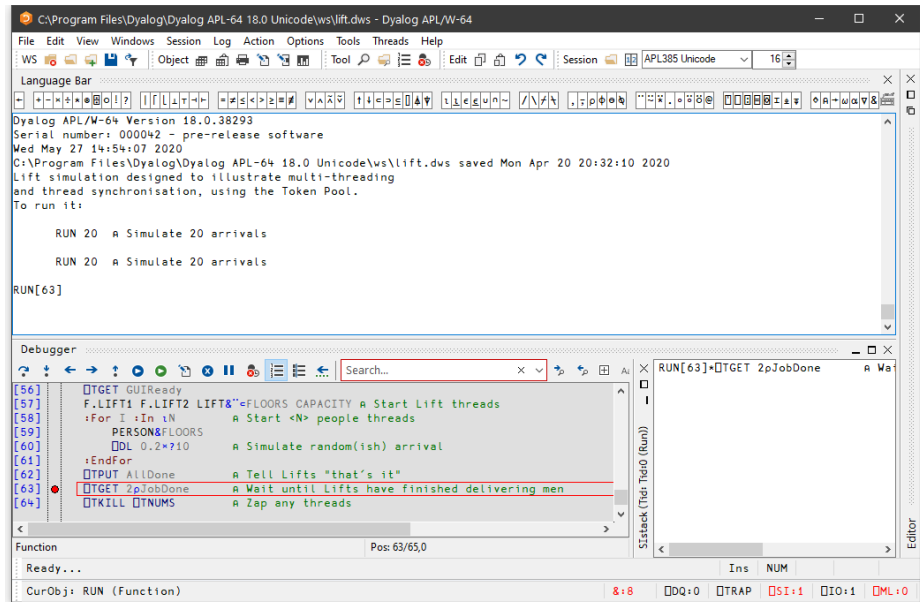 C:\Program Files\Dyalog\Dyalog APL-64 18.0 Unicode\ws\lift.dws - Dyalog APL/W-64
File Edit View Windows Session Log Action Options Tools Threads Help
WS Object Tool Edit Session APL385 Unicode 16
Language Bar
Dyalog APL/W-64 Version 18.0.38293
Serial number: 000042 - pre-release software
Wed May 27 14:54:07 2020
C:\Program Files\Dyalog\Dyalog APL-64 18.0 Unicode\ws\lift.dws saved Mon Apr 20 20:32:10 2020
Lift simulation designed to illustrate multi-threading
and thread synchronisation, using the Token Pool.
To run it:
RUN 20 ⍝ Simulate 20 arrivals
RUN 20 ⍝ Simulate 20 arrivals
RUN[63]
Debugger
Search...
RUN[63]*⎕TGET 2⍴JobDone ⍝ Wai
[56] ⎕TGET GUIReady
[57] F.LIFT1 F.LIFT2 LIFT&¨⊂FLOORS CAPACITY ⍝ Start Lift threads
[58] :For I :In ⍳N ⍝ Start <N> people threads
[59] PERSON&FLOORS
[60] ⎕DL 0.2×?10 ⍝ Simulate random(ish) arrival
[61] :EndFor
[62] ⎕TPUT AllDone ⍝ Tell Lifts "that's it"
[63] ⎕TGET 2⍴JobDone ⍝ Wait until Lifts have finished delivering men
[64] ⎕TKILL ⎕TNUMS ⍝ Zap any threads
SIstack (Tid: Tid:0 (Run))
Editor
Function Pos: 63/65,0
Ready... Ins NUM
CurObj: RUN (Function) &:8 ⎕DQ:0 ⎕TRAP ⎕SI:1 ⎕IO:1 ⎕ML:0